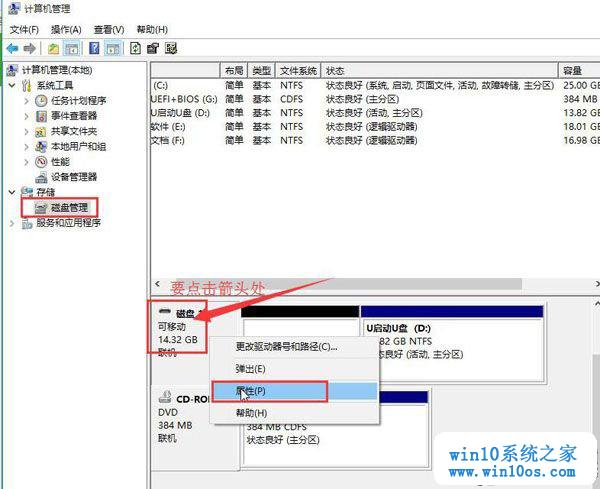 计算机管理
文件(F) 操作(A) 查看(V) 帮助(H)
计算机管理(本地)
系统工具
任务计划程序
事件查看器
共享文件夹
本地用户和组
性能
设备管理器
存储
磁盘管理
服务和应用程序
布局 类型 文件系统 状态 容量
(C:) 简单 基本 NTFS 状态良好 (系统, 启动, 页面文件, 活动, 故障转储, 主分区) 25.00 GB
UEFI+BIOS (G:) 简单 基本 CDFS 状态良好 (主分区) 384 MB
U启动U盘 (D:) 简单 基本 NTFS 状态良好 (活动, 主分区) 13.82 GB
软件 (E:) 简单 基本 NTFS 状态良好 (逻辑驱动器) 18.01 G
文档 (F:) 简单 基本 NTFS 状态良好 (逻辑驱动器) 16.98 G
要点击箭头处
磁盘 1
可移动
14.32 GB
联机
U启动U盘 (D:)
82 GB NTFS
状态良好 (活动, 主分区)
更改驱动器号和路径(C)...
弹出(E)
属性(P)
帮助(H)
CD-RO
DVD
384 MB
联机
384 MB CDFS
状态良好 (主分区)
win10系统之家
www.win10os.com